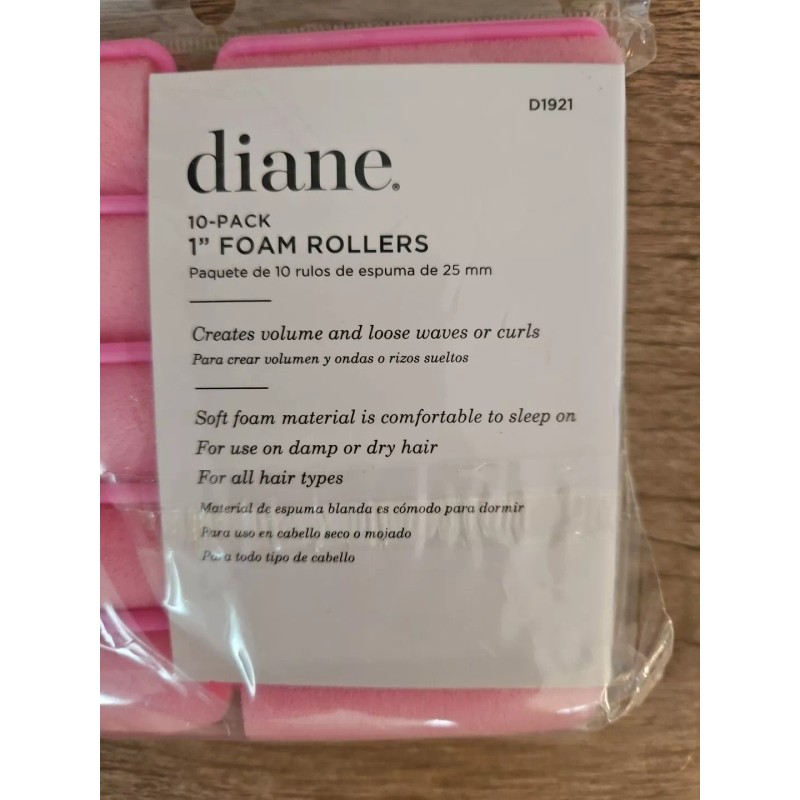 D1921
diane®
10-PACK
1” FOAM ROLLERS
Paquete de 10 rulos de espuma de 25 mm
Creates volume and loose waves or curls
Para crear volumen y ondas o rizos sueltos
Soft foam material is comfortable to sleep on
For use on damp or dry hair
For all hair types
Material de espuma blanda es cómodo para dormir
Para uso en cabello seco o mojado
Para todo tipo de cabello